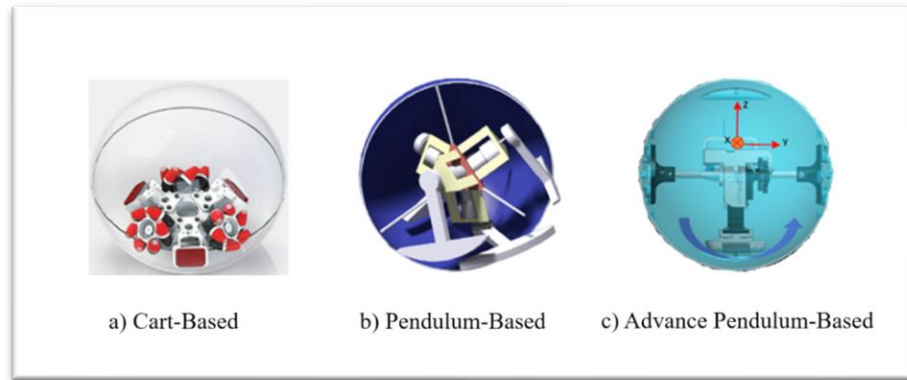 Z
X
Y
a) Cart-Based
b) Pendulum-Based
c) Advance Pendulum-Based